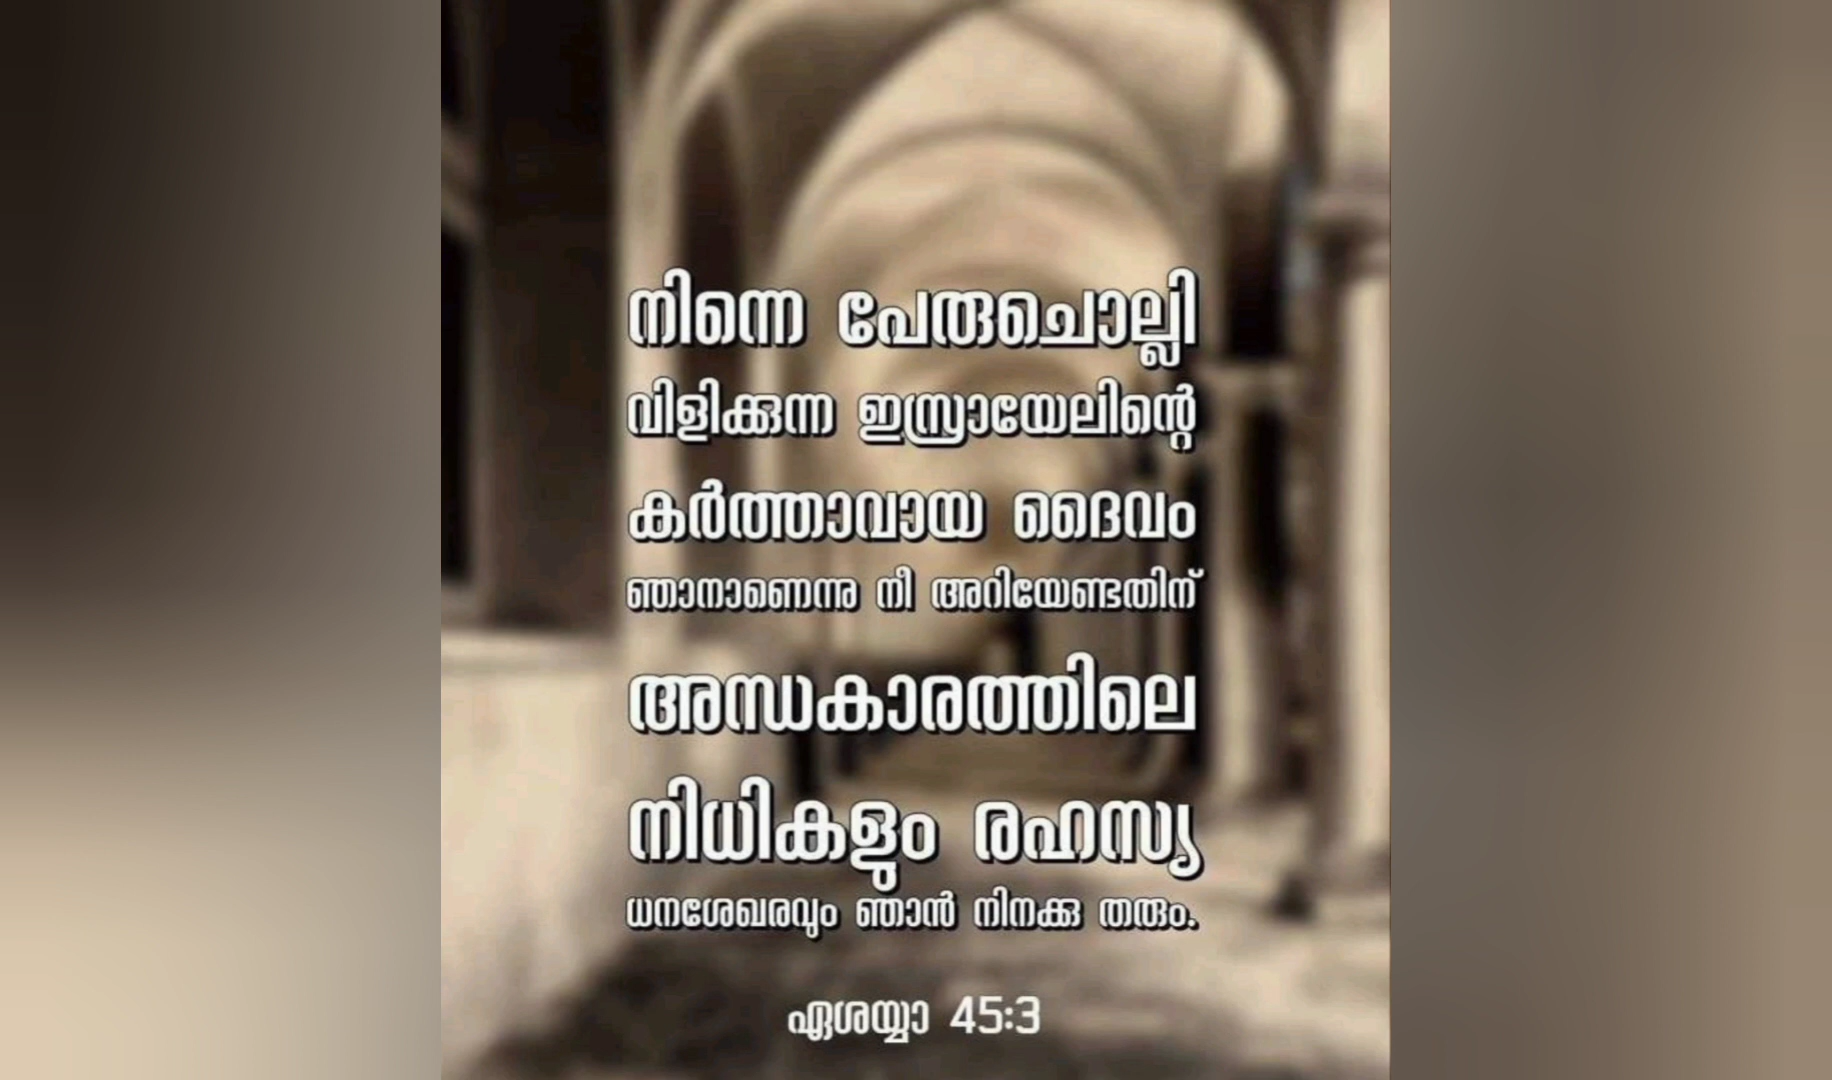 നിന്നെ പേരുചൊല്ലി
വിളിക്കുന്ന ഇസ്രായേലിന്റെ
കർത്താവായ ദൈവം
ഞാനാണെന്നു നീ അറിയേണ്ടതിന്
അന്ധകാരത്തിലെ
നിധികളും രഹസ്യ
ധനശേഖരവും ഞാൻ നിനക്കു തരും.
ഏശയ്യാ 45:3